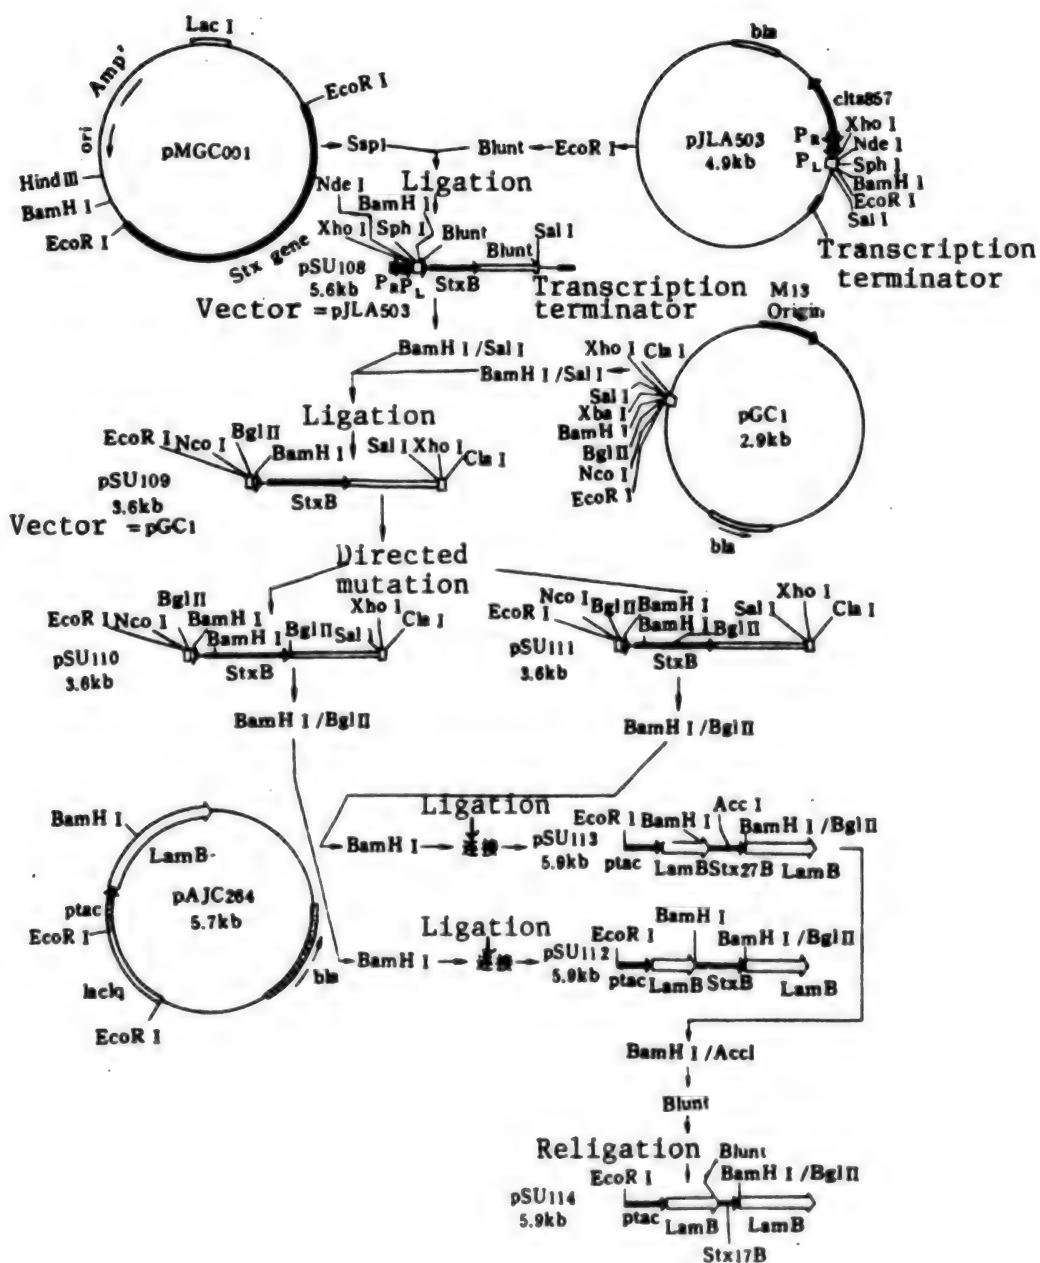 Lac I
Amp^r
ori
EcoR I
pMGC001
Hind III
BamH I
EcoR I
Stx gene
SspI
Blunt
EcoR I
bla
pJLA503
4.9kb
clts857
P_R
P_L
Xho I
Nde I
Sph I
BamH I
EcoR I
Sal I
Transcription
terminator
Ligation
Nde I
BamH I
Xho I
Sph I
Blunt
Blunt
Sal I
pSU108
5.6kb
P_R P_L
StxB
Vector =pJLA503
Transcription
terminator
BamH I /Sal I
BamH I /Sal I
M13
Origin
Xho I
Cla I
Sal I
Xba I
BamH I
Bgl II
Nco I
EcoR I
pGC1
2.9kb
bla
Ligation
EcoR I
Nco I
Bgl II
BamH I
Sal I
Xho I
Cla I
pSU109
3.6kb
StxB
Vector =pGC1
Directed
mutation
EcoR I
Nco I
Bgl II
BamH I
BamH I
Bgl II
Sal I
Xho I
Cla I
pSU110
3.6kb
StxB
EcoR I
Nco I
Bgl II
BamH I
BamH I
Bgl II
Sal I
Xho I
Cla I
pSU111
3.6kb
StxB
BamH I /Bgl II
BamH I /Bgl II
BamH I
LamB
ptac
EcoR I
laclq
EcoR I
pAJC264
5.7kb
bla
Ligation
BamH I
连接
pSU113
5.9kb
EcoR I
BamH I
Acc I
BamH I /Bgl II
ptac
LamB
Stx27B
LamB
Ligation
BamH I
连接
pSU112
5.9kb
EcoR I
BamH I
BamH I /Bgl II
ptac
LamB
StxB
LamB
BamH I /AccI
Blunt
Religation
EcoR I
Blunt
BamH I /Bgl II
pSU114
5.9kb
ptac
LamB
LamB
Stx17B